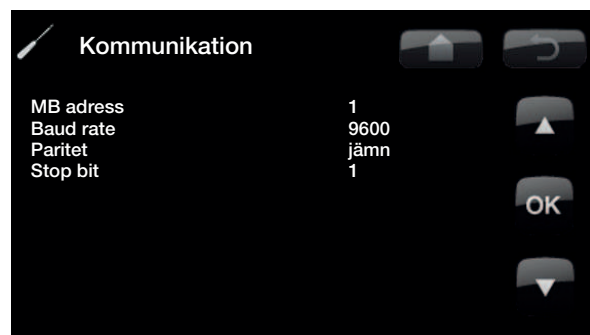 Kommunikation
MB adress 1
Baud rate 9600
Paritet jämn
Stop bit 1
OK